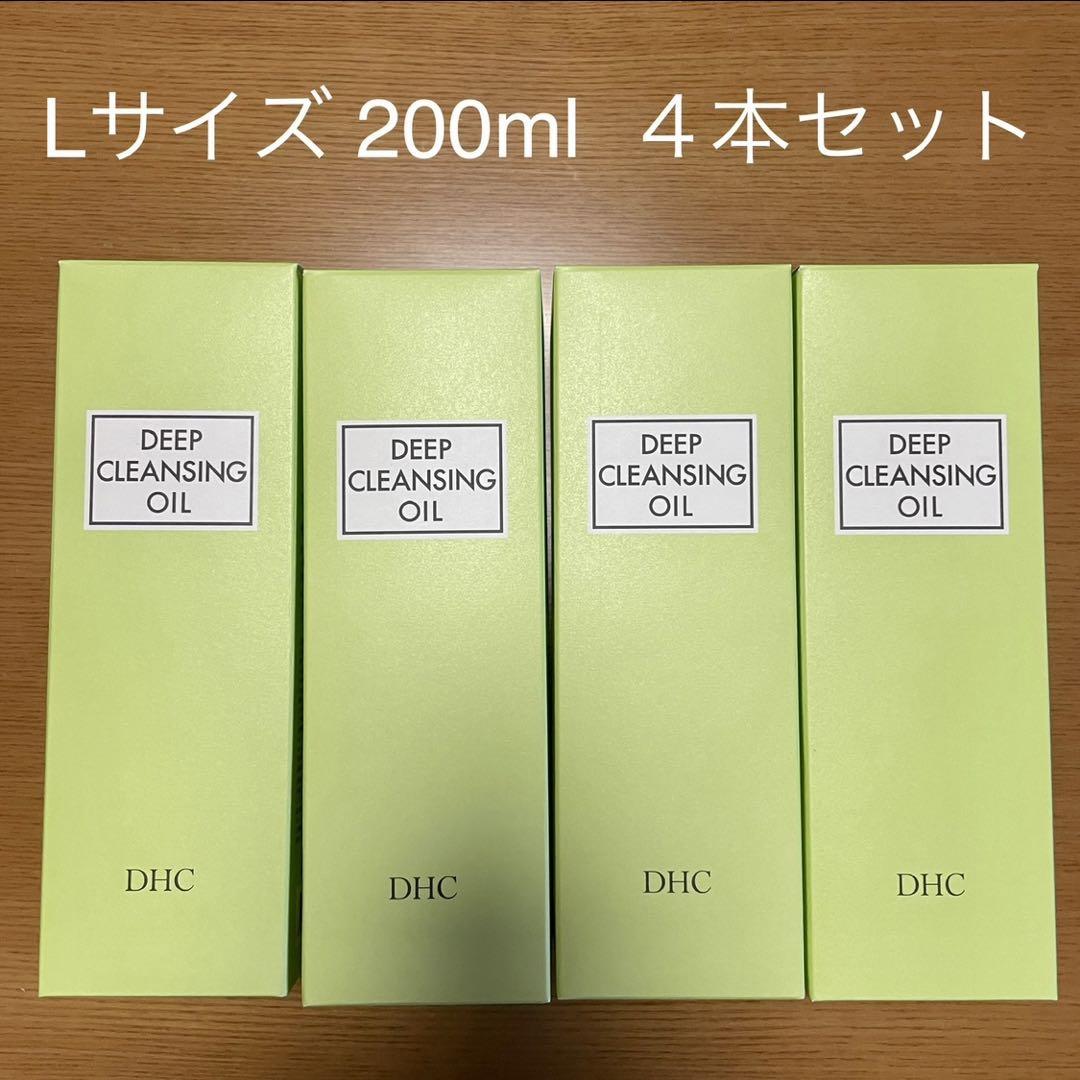 Lサイズ 200ml ４本セット
DEEP
CLEANSING
OIL
DHC
DEEP
CLEANSING
OIL
DHC
DEEP
CLEANSING
OIL
DHC
DEEP
CLEANSING
OIL
DHC